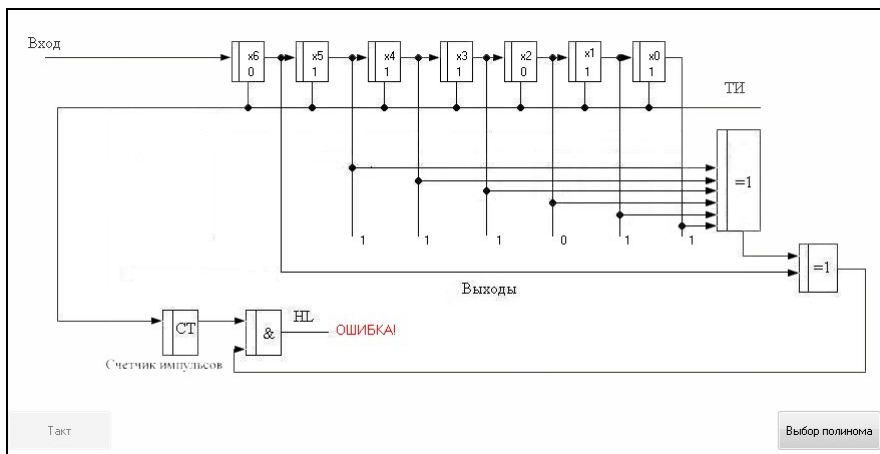 Вход
x6 x5 x4 x3 x2 x1 x0
0 1 1 1 0 1 1
ТИ
=1
1 1 1 0 1 1
=1
Выходы
HL
СТ & ОШИБКА!
Счетчик импульсов
Такт Выбор полинома